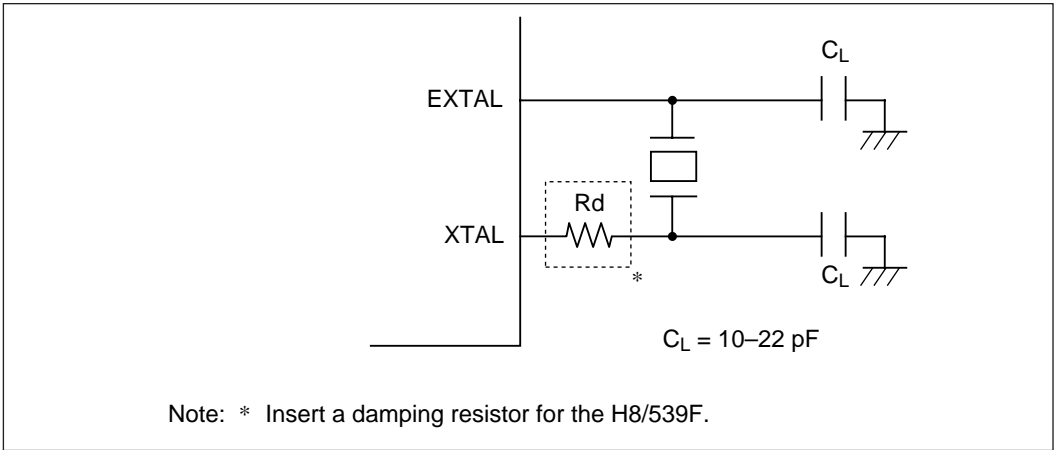 C_L
EXTAL
Rd
XTAL
*
C_L
C_L = 10–22 pF
Note: * Insert a damping resistor for the H8/539F.